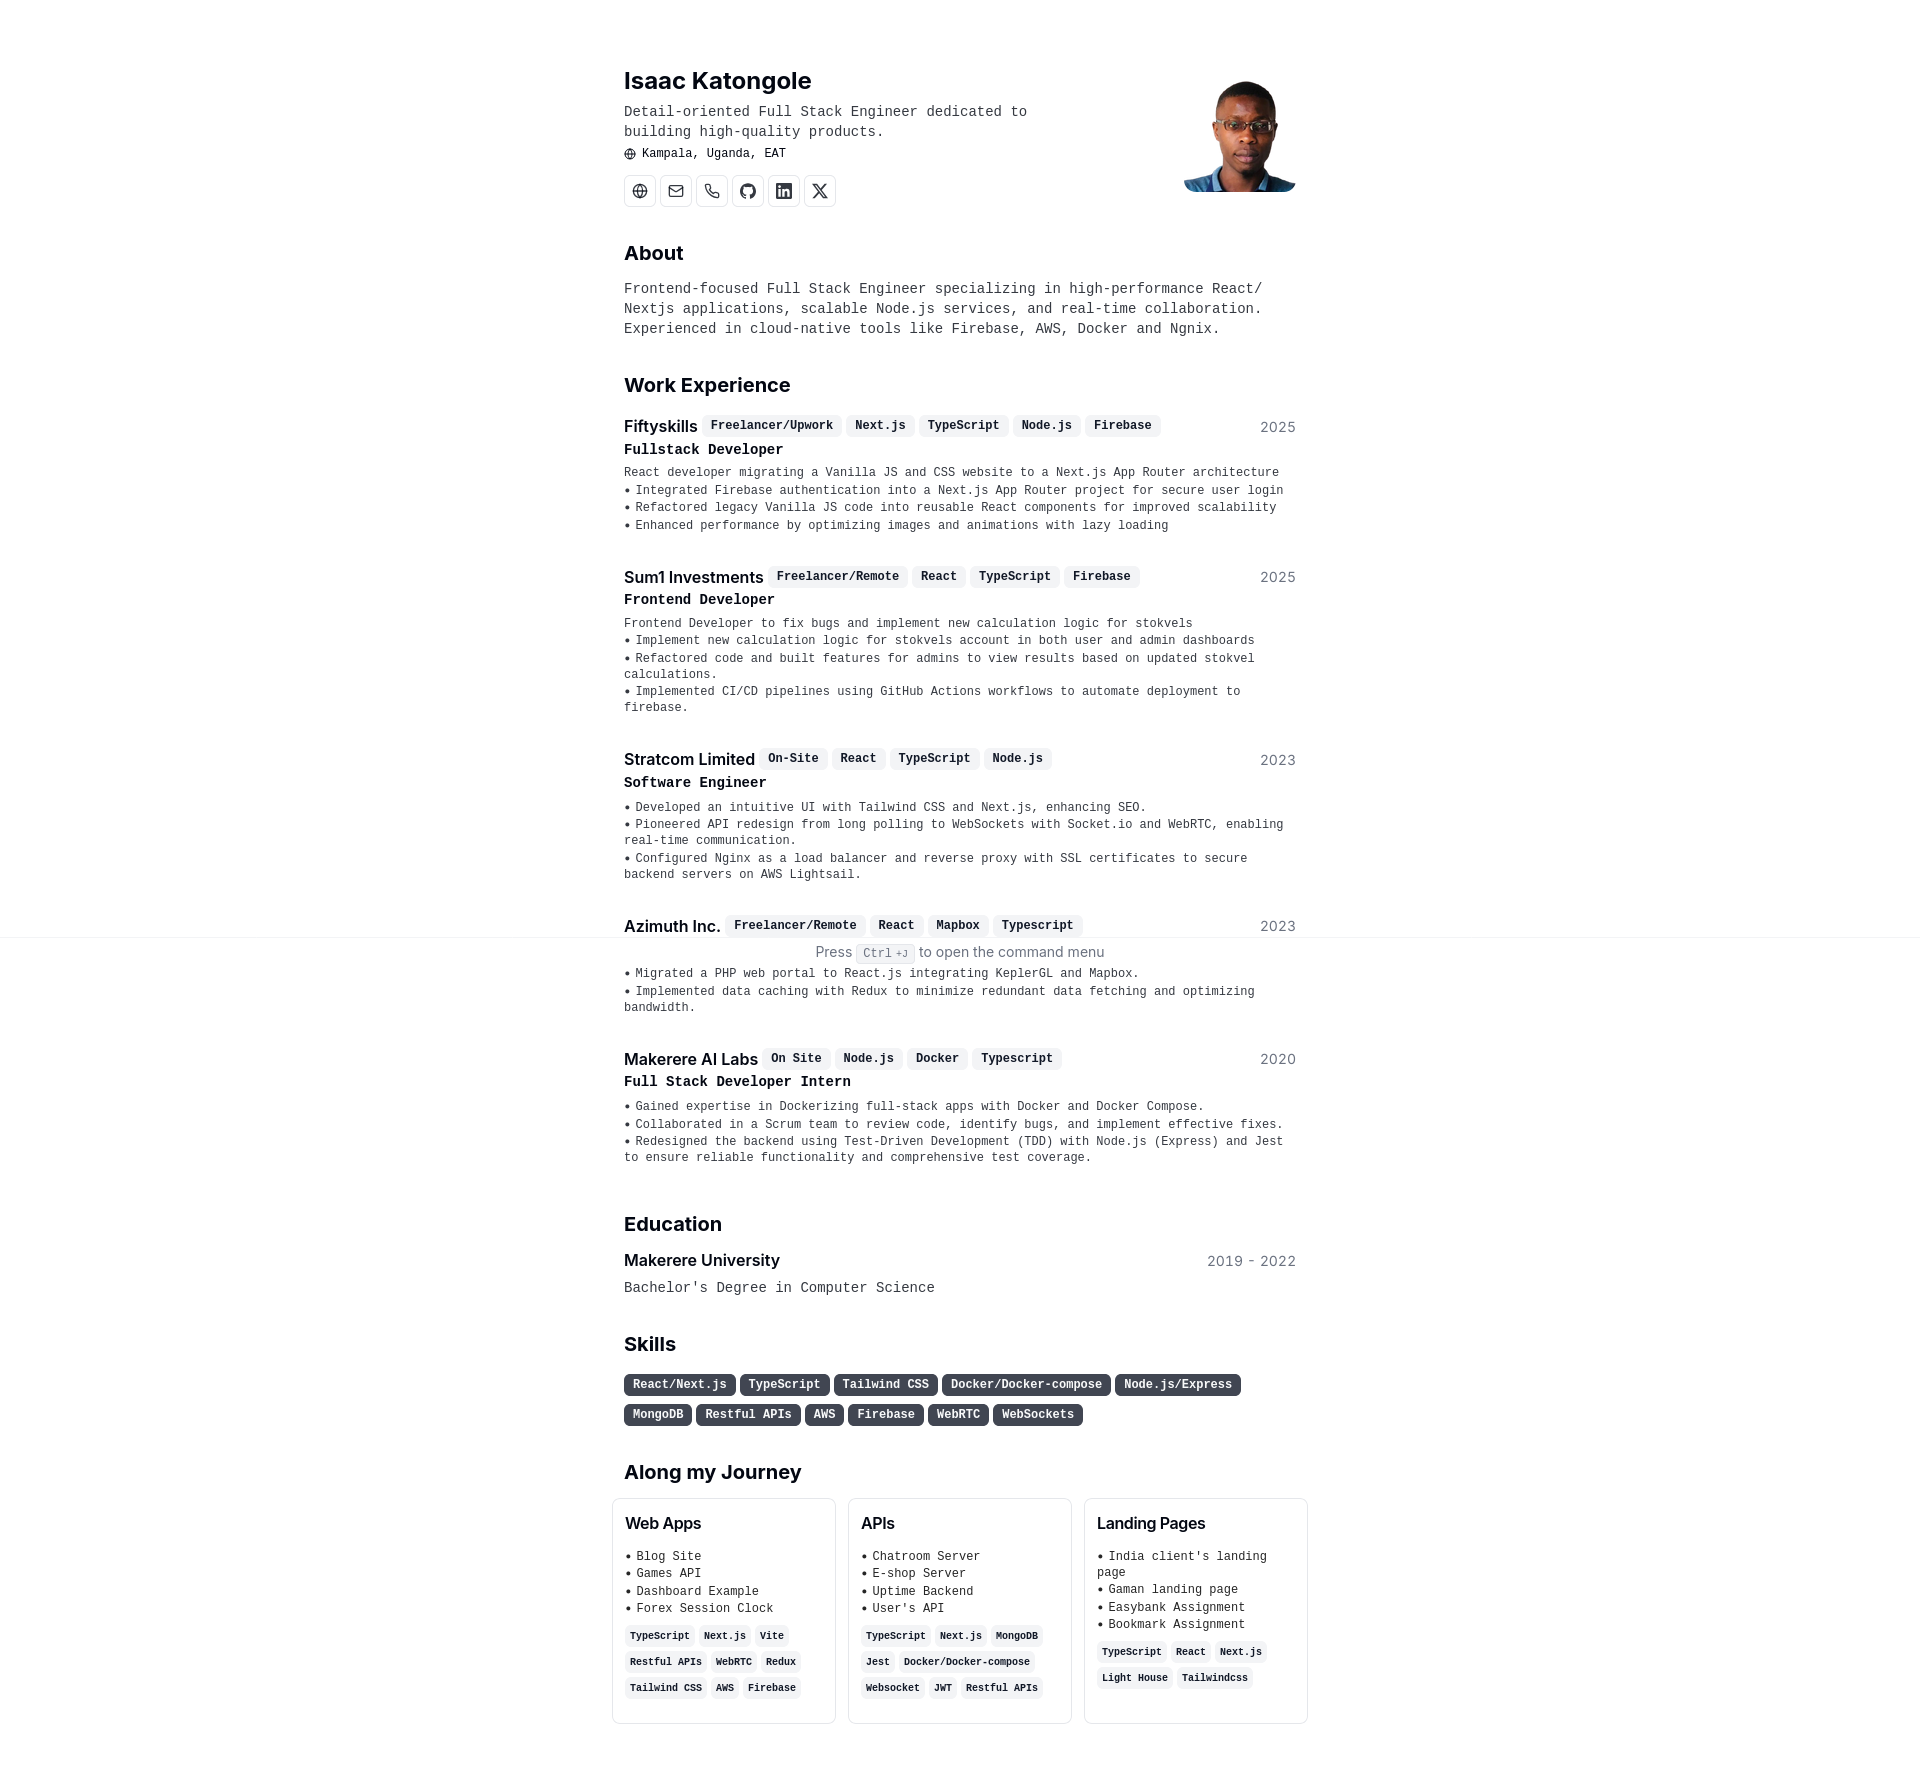 Isaac Katongole
Detail-oriented Full Stack Engineer dedicated to
building high-quality products.
Kampala, Uganda, EAT
About
Frontend-focused Full Stack Engineer specializing in high-performance React/
Nextjs applications, scalable Node.js services, and real-time collaboration.
Experienced in cloud-native tools like Firebase, AWS, Docker and Ngnix.
Work Experience
Fiftyskills Freelancer/Upwork Next.js TypeScript Node.js Firebase 2025
Fullstack Developer
React developer migrating a Vanilla JS and CSS website to a Next.js App Router architecture
• Integrated Firebase authentication into a Next.js App Router project for secure user login
• Refactored legacy Vanilla JS code into reusable React components for improved scalability
• Enhanced performance by optimizing images and animations with lazy loading
Sum1 Investments Freelancer/Remote React TypeScript Firebase 2025
Frontend Developer
Frontend Developer to fix bugs and implement new calculation logic for stokvels
• Implement new calculation logic for stokvels account in both user and admin dashboards
• Refactored code and built features for admins to view results based on updated stokvel
calculations.
• Implemented CI/CD pipelines using GitHub Actions workflows to automate deployment to
firebase.
Stratcom Limited On-Site React TypeScript Node.js 2023
Software Engineer
• Developed an intuitive UI with Tailwind CSS and Next.js, enhancing SEO.
• Pioneered API redesign from long polling to WebSockets with Socket.io and WebRTC, enabling
real-time communication.
• Configured Nginx as a load balancer and reverse proxy with SSL certificates to secure
backend servers on AWS Lightsail.
Azimuth Inc. Freelancer/Remote React Mapbox Typescript 2023
Press Ctrl +J to open the command menu
• Migrated a PHP web portal to React.js integrating KeplerGL and Mapbox.
• Implemented data caching with Redux to minimize redundant data fetching and optimizing
bandwidth.
Makerere AI Labs On Site Node.js Docker Typescript 2020
Full Stack Developer Intern
• Gained expertise in Dockerizing full-stack apps with Docker and Docker Compose.
• Collaborated in a Scrum team to review code, identify bugs, and implement effective fixes.
• Redesigned the backend using Test-Driven Development (TDD) with Node.js (Express) and Jest
to ensure reliable functionality and comprehensive test coverage.
Education
Makerere University 2019 - 2022
Bachelor's Degree in Computer Science
Skills
React/Next.js TypeScript Tailwind CSS Docker/Docker-compose Node.js/Express
MongoDB Restful APIs AWS Firebase WebRTC WebSockets
Along my Journey
Web Apps
• Blog Site
• Games API
• Dashboard Example
• Forex Session Clock
TypeScript Next.js Vite
Restful APIs WebRTC Redux
Tailwind CSS AWS Firebase
APIs
• Chatroom Server
• E-shop Server
• Uptime Backend
• User's API
TypeScript Next.js MongoDB
Jest Docker/Docker-compose
Websocket JWT Restful APIs
Landing Pages
• India client's landing
page
• Gaman landing page
• Easybank Assignment
• Bookmark Assignment
TypeScript React Next.js
Light House Tailwindcss